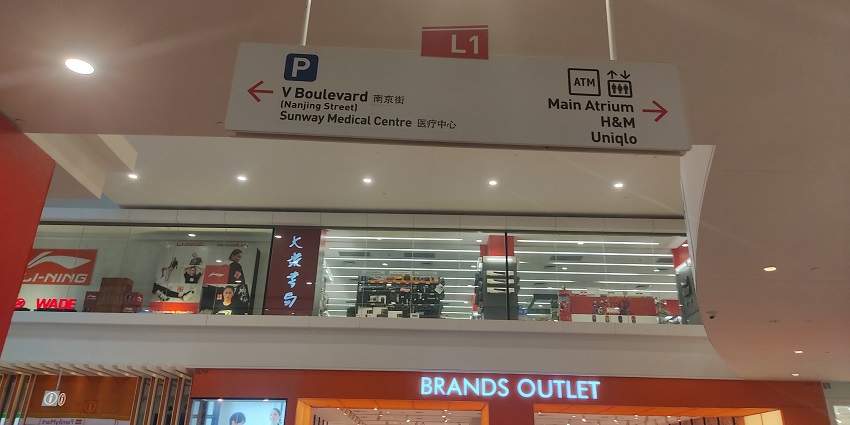 L1
P
V Boulevard 南京街
(Nanjing Street)
Sunway Medical Centre 医疗中心
ATM
Main Atrium
H&M
Uniqlo
LI-NING
WADE
大众书局
BRANDS OUTLET